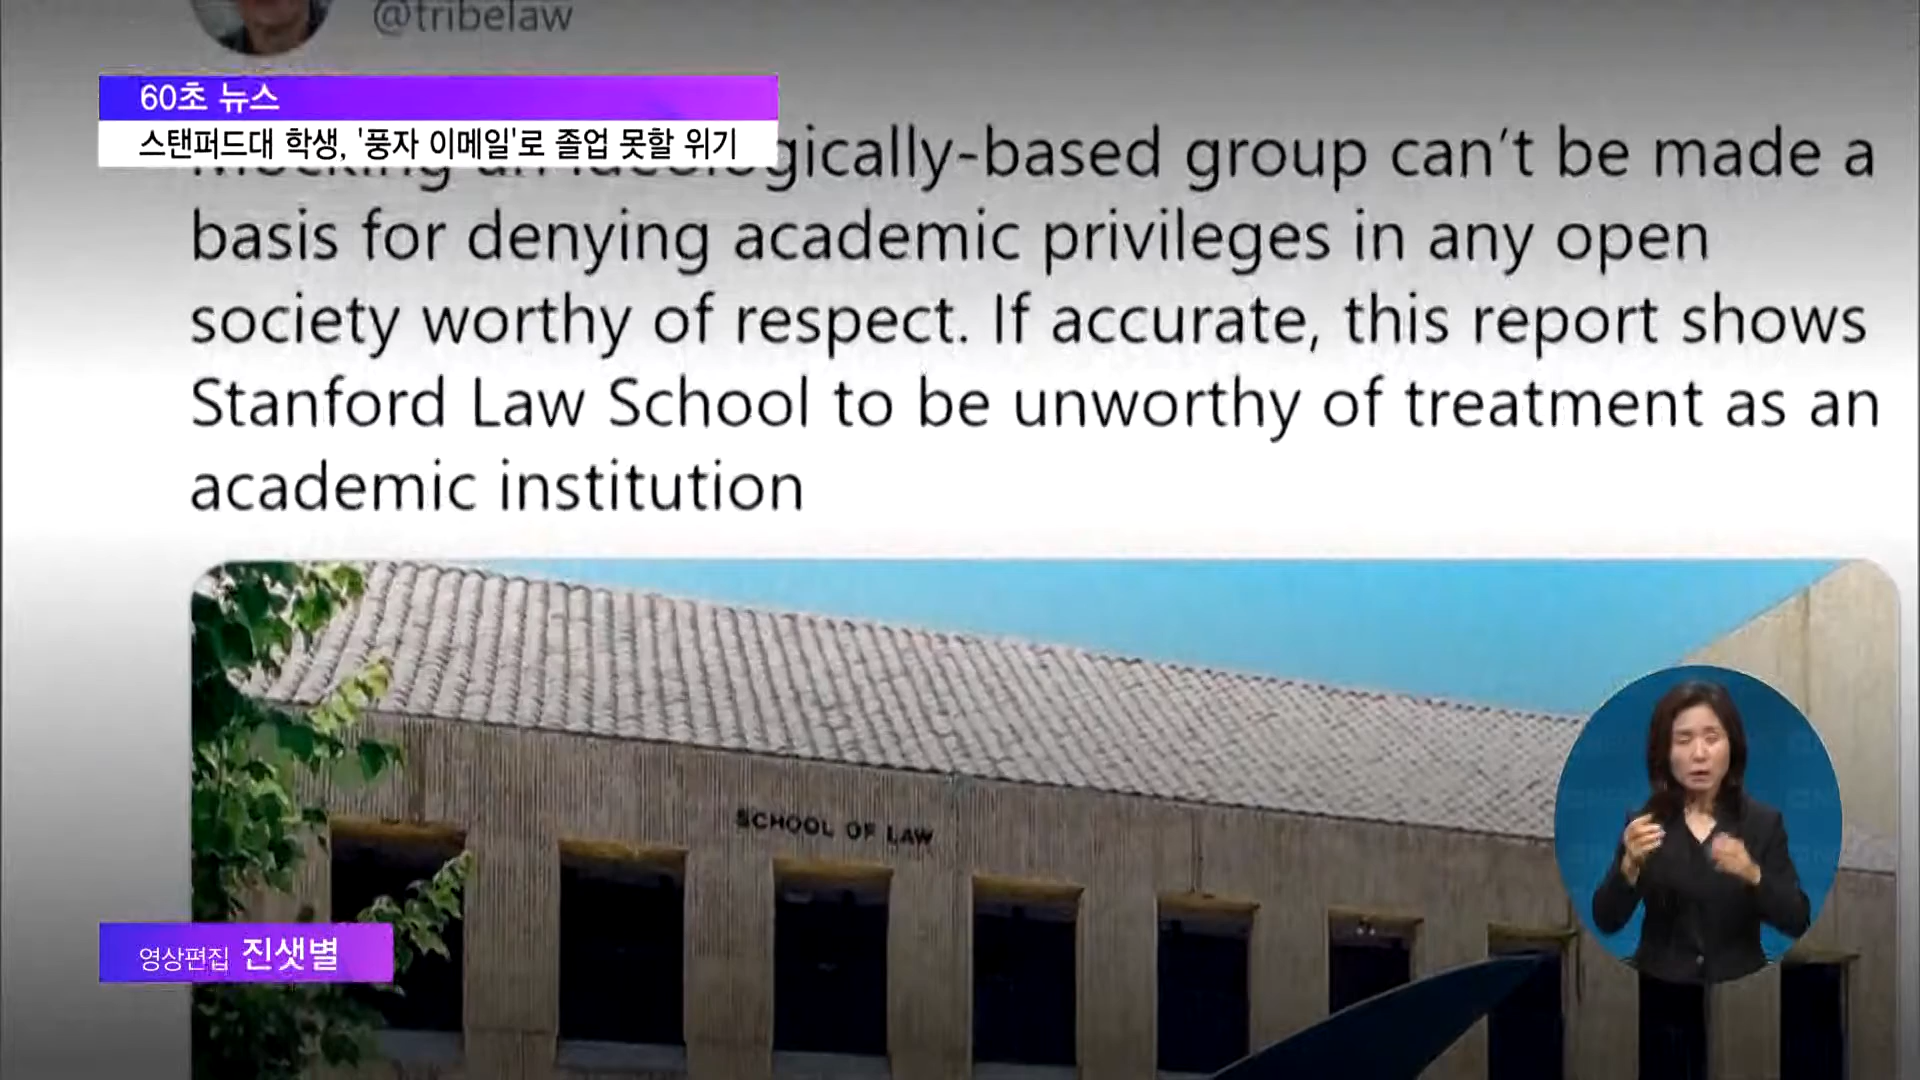 @tribelaw
60초 뉴스
스탠퍼드대 학생, '풍자 이메일'로 졸업 못할 위기
Mocking an ideologically-based group can't be made a
basis for denying academic privileges in any open
society worthy of respect. If accurate, this report shows
Stanford Law School to be unworthy of treatment as an
academic institution
SCHOOL OF LAW
영상편집 진샛별